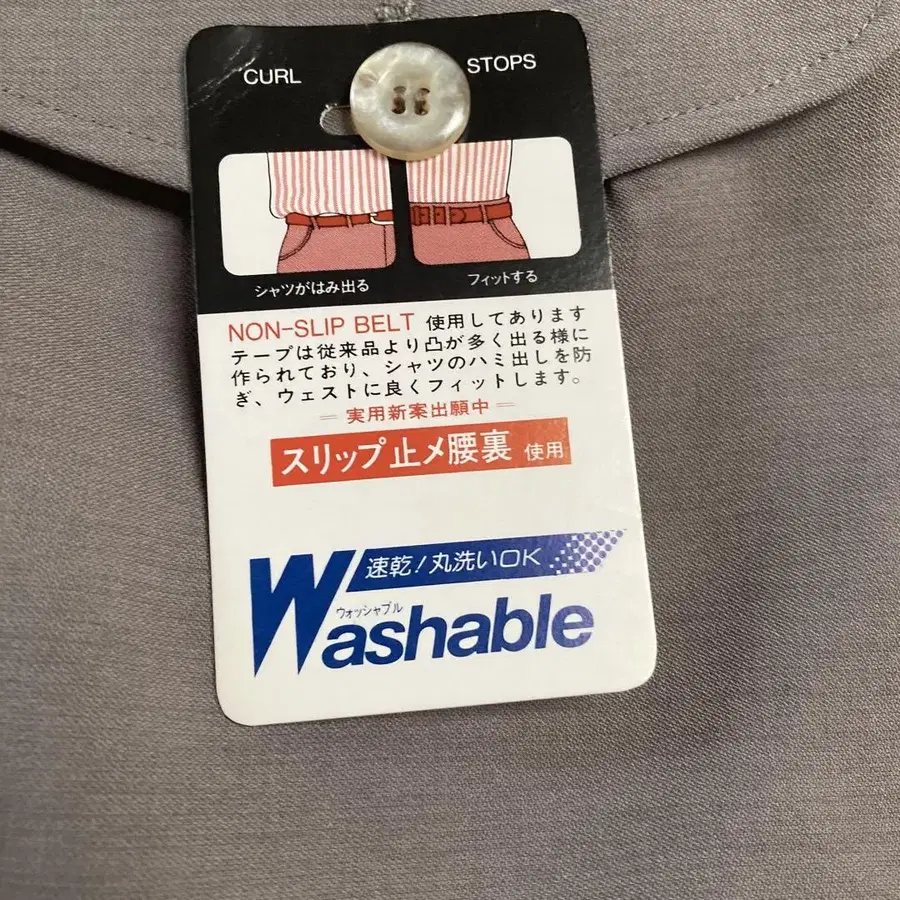 CURL STOPS
シャツがはみ出る フィットする
NON-SLIP BELT 使用してあります
テープは従来品より凸が多く出る様に
作られており、シャツのハミ出しを防
ぎ、ウェストに良くフィットします。
＝実用新案出願中＝
スリップ止メ腰裏 使用
速乾!丸洗いOK
ウォッシャブル
Washable